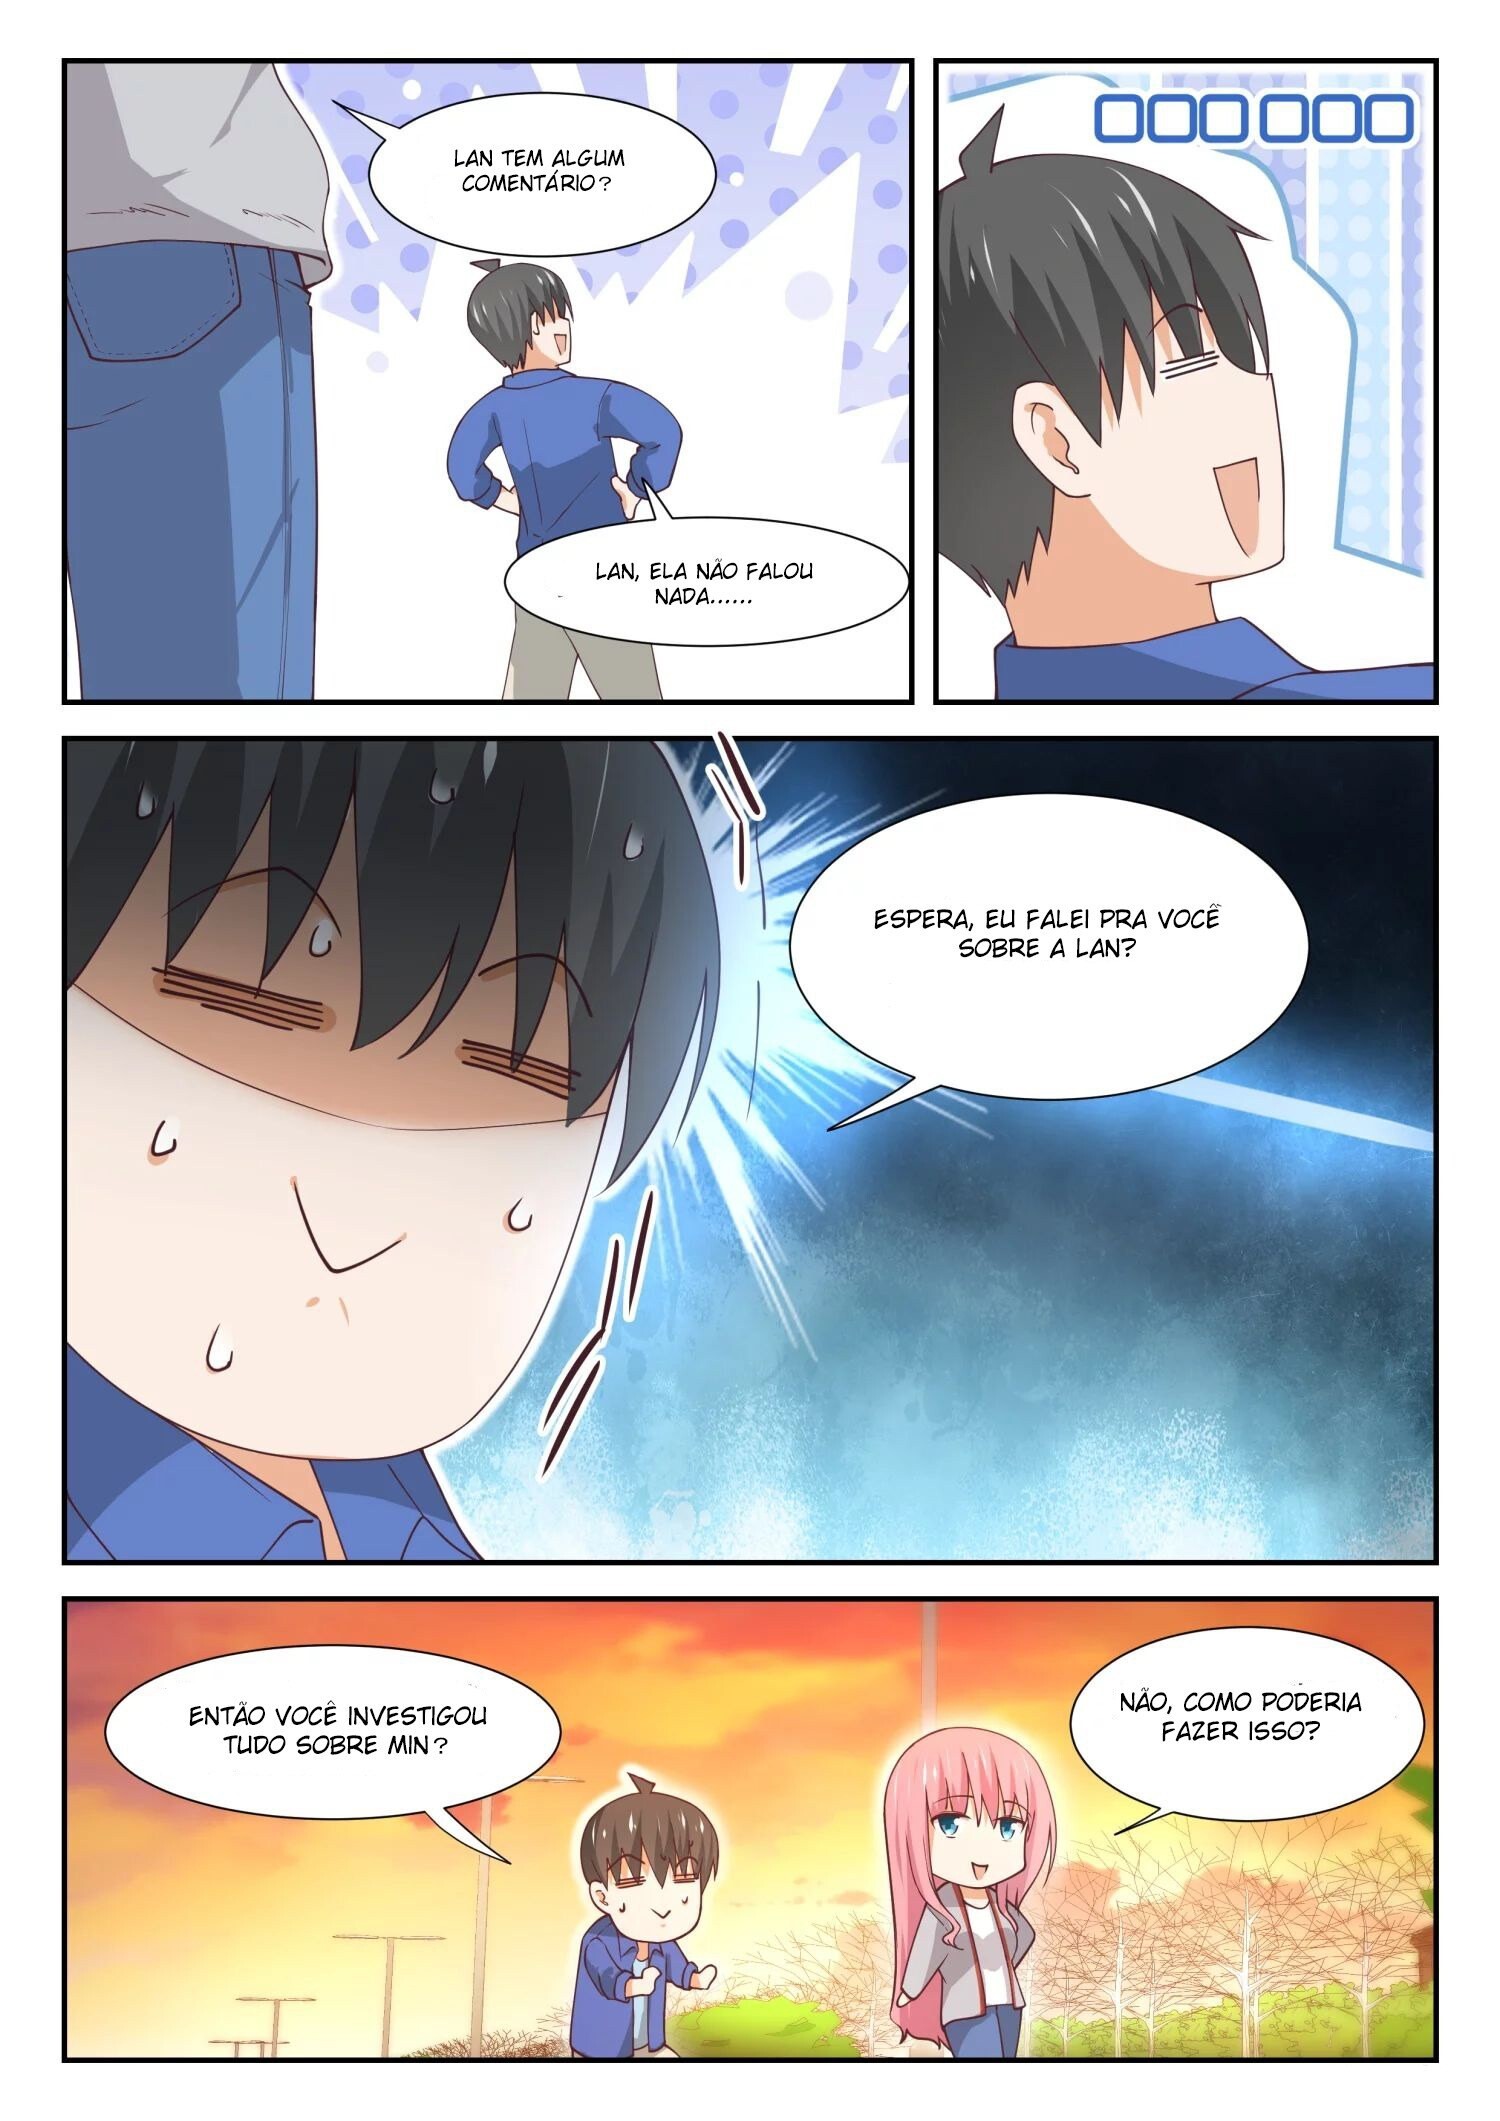 LAN TEM ALGUM
COMENTÁRIO?
LAN, ELA NÃO FALOU
NADA......
□□□ □□□
ESPERA, EU FALEI PRA VOCÊ
SOBRE A LAN?
ENTÃO VOCÊ INVESTIGOU
TUDO SOBRE MIN?
NÃO, COMO PODERIA
FAZER ISSO?